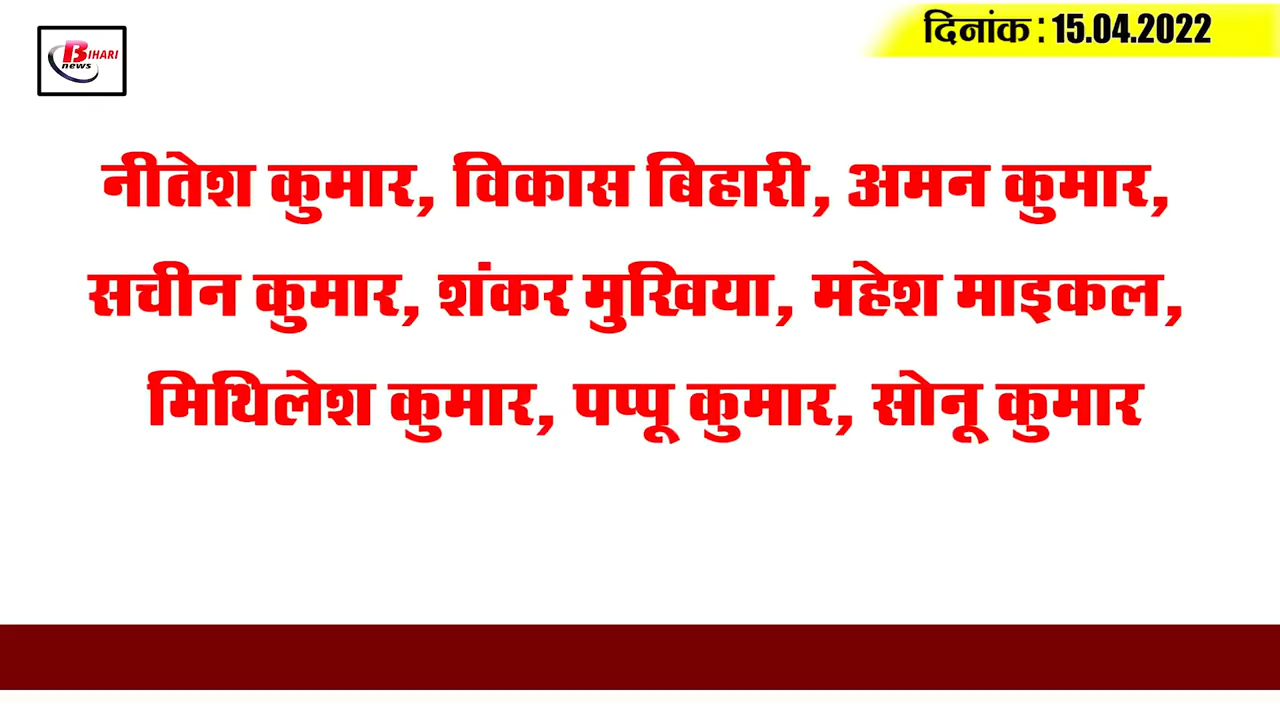 BIHARI
news
दिनांक : 15.04.2022
नीतेश कुमार, विकास बिहारी, अमन कुमार,
सचीन कुमार, शंकर मुखिया, महेश माइकल,
मिथिलेश कुमार, पप्पू कुमार, सोनू कुमार